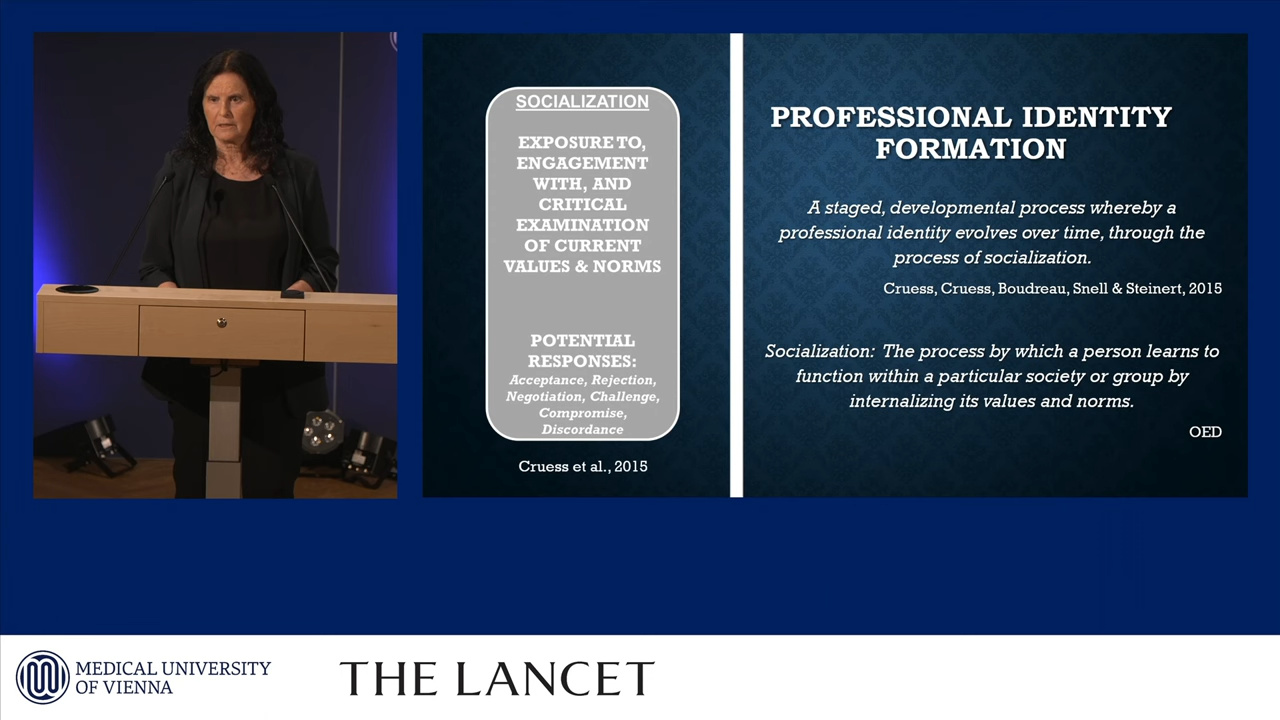 SOCIALIZATION
EXPOSURE TO,
ENGAGEMENT
WITH, AND
CRITICAL
EXAMINATION
OF CURRENT
VALUES & NORMS
POTENTIAL
RESPONSES:
Acceptance, Rejection,
Negotiation, Challenge,
Compromise,
Discordance
Cruess et al., 2015
PROFESSIONAL IDENTITY
FORMATION
A staged, developmental process whereby a
professional identity evolves over time, through the
process of socialization.
Cruess, Cruess, Boudreau, Snell & Steinert, 2015
Socialization: The process by which a person learns to
function within a particular society or group by
internalizing its values and norms.
OED
MEDICAL UNIVERSITY
OF VIENNA
THE LANCET